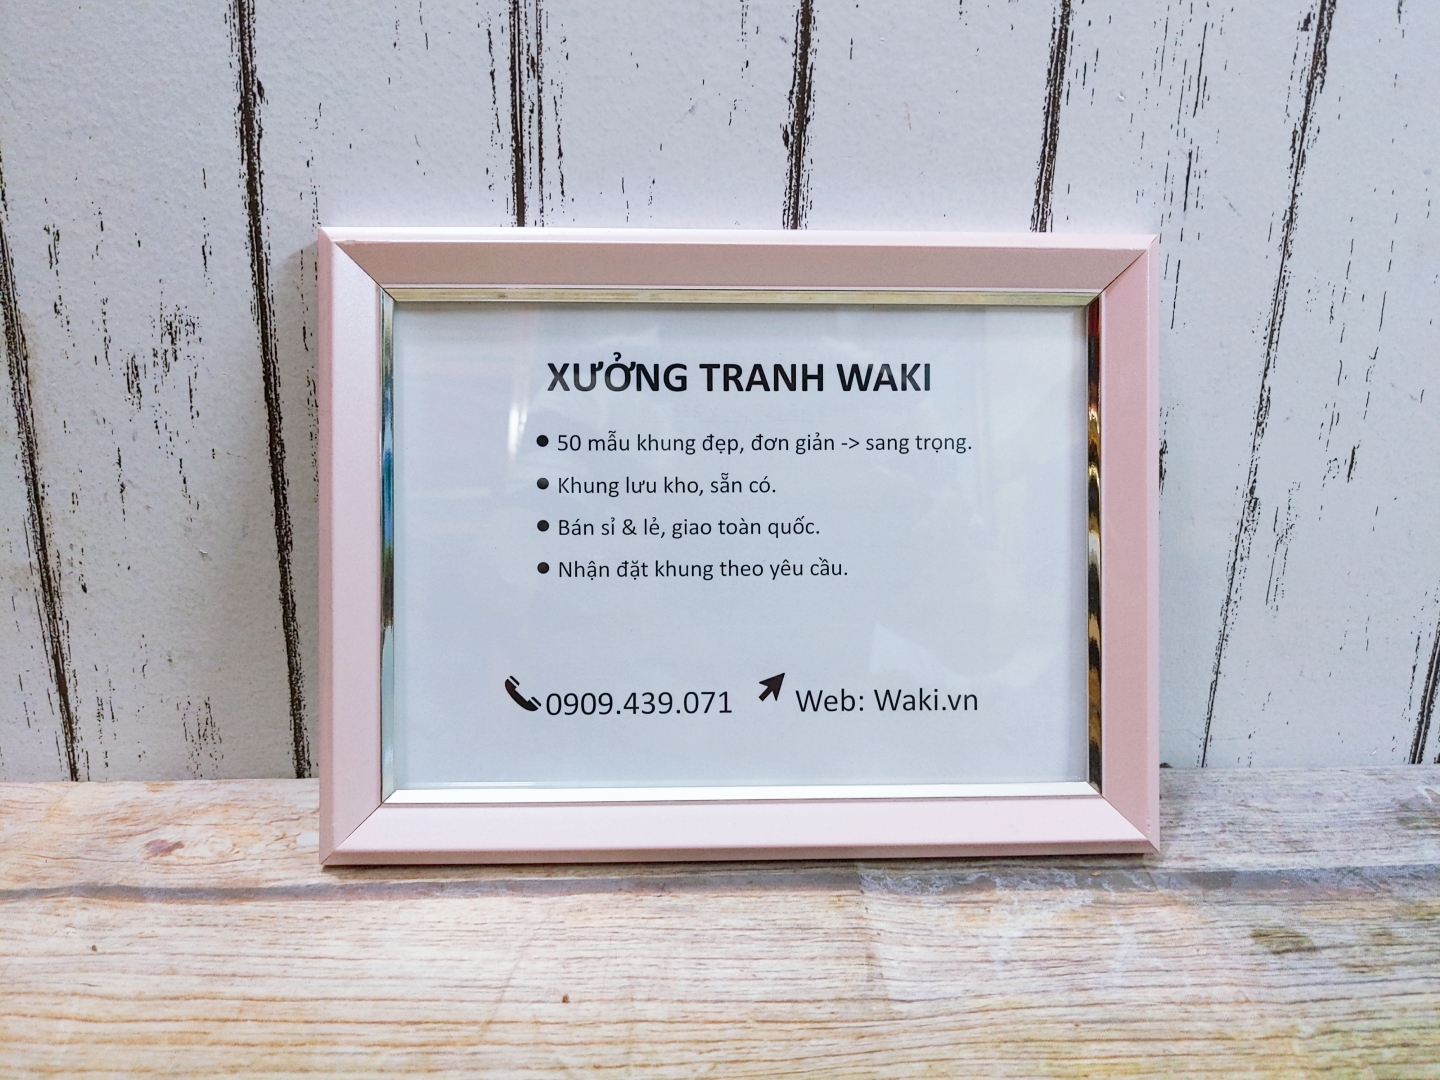 XƯỞNG TRANH WAKI
• 50 mẫu khung đẹp, đơn giản -> sang trọng.
• Khung lưu kho, sẵn có.
• Bán sỉ & lẻ, giao toàn quốc.
• Nhận đặt khung theo yêu cầu.
0909.439.071 Web: Waki.vn